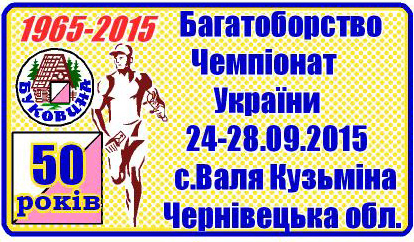 1965-2015
Багатоборство
Чемпіонат
України
24-28.09.2015
с.Валя Кузьміна
Чернівецька обл.
БУКОВИНА
50
років